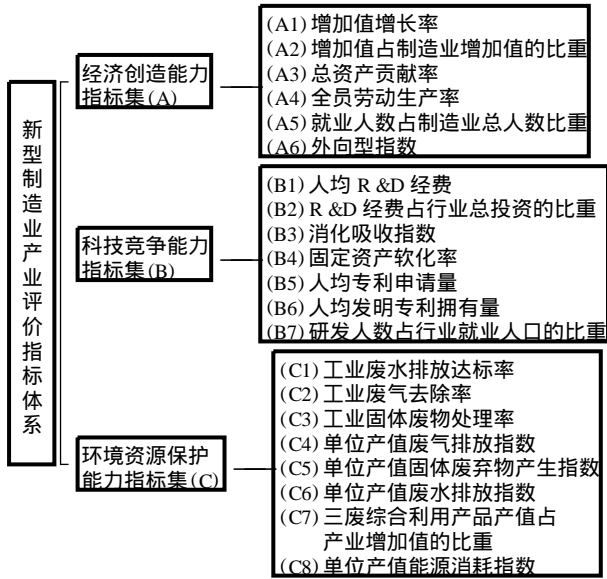 新型制造业产业评价指标体系
经济创造能力
指标集(A)
(A1) 增加值增长率
(A2) 增加值占制造业增加值的比重
(A3) 总资产贡献率
(A4) 全员劳动生产率
(A5) 就业人数占制造业总人数比重
(A6) 外向型指数
科技竞争能力
指标集(B)
(B1) 人均 R &D 经费
(B2) R &D 经费占行业总投资的比重
(B3) 消化吸收指数
(B4) 固定资产软化率
(B5) 人均专利申请量
(B6) 人均发明专利拥有量
(B7) 研发人数占行业就业人口的比重
环境资源保护
能力指标集(C)
(C1) 工业废水排放达标率
(C2) 工业废气去除率
(C3) 工业固体废物处理率
(C4) 单位产值废气排放指数
(C5) 单位产值固体废弃物产生指数
(C6) 单位产值废水排放指数
(C7) 三废综合利用产品产值占
产业增加值的比重
(C8) 单位产值能源消耗指数